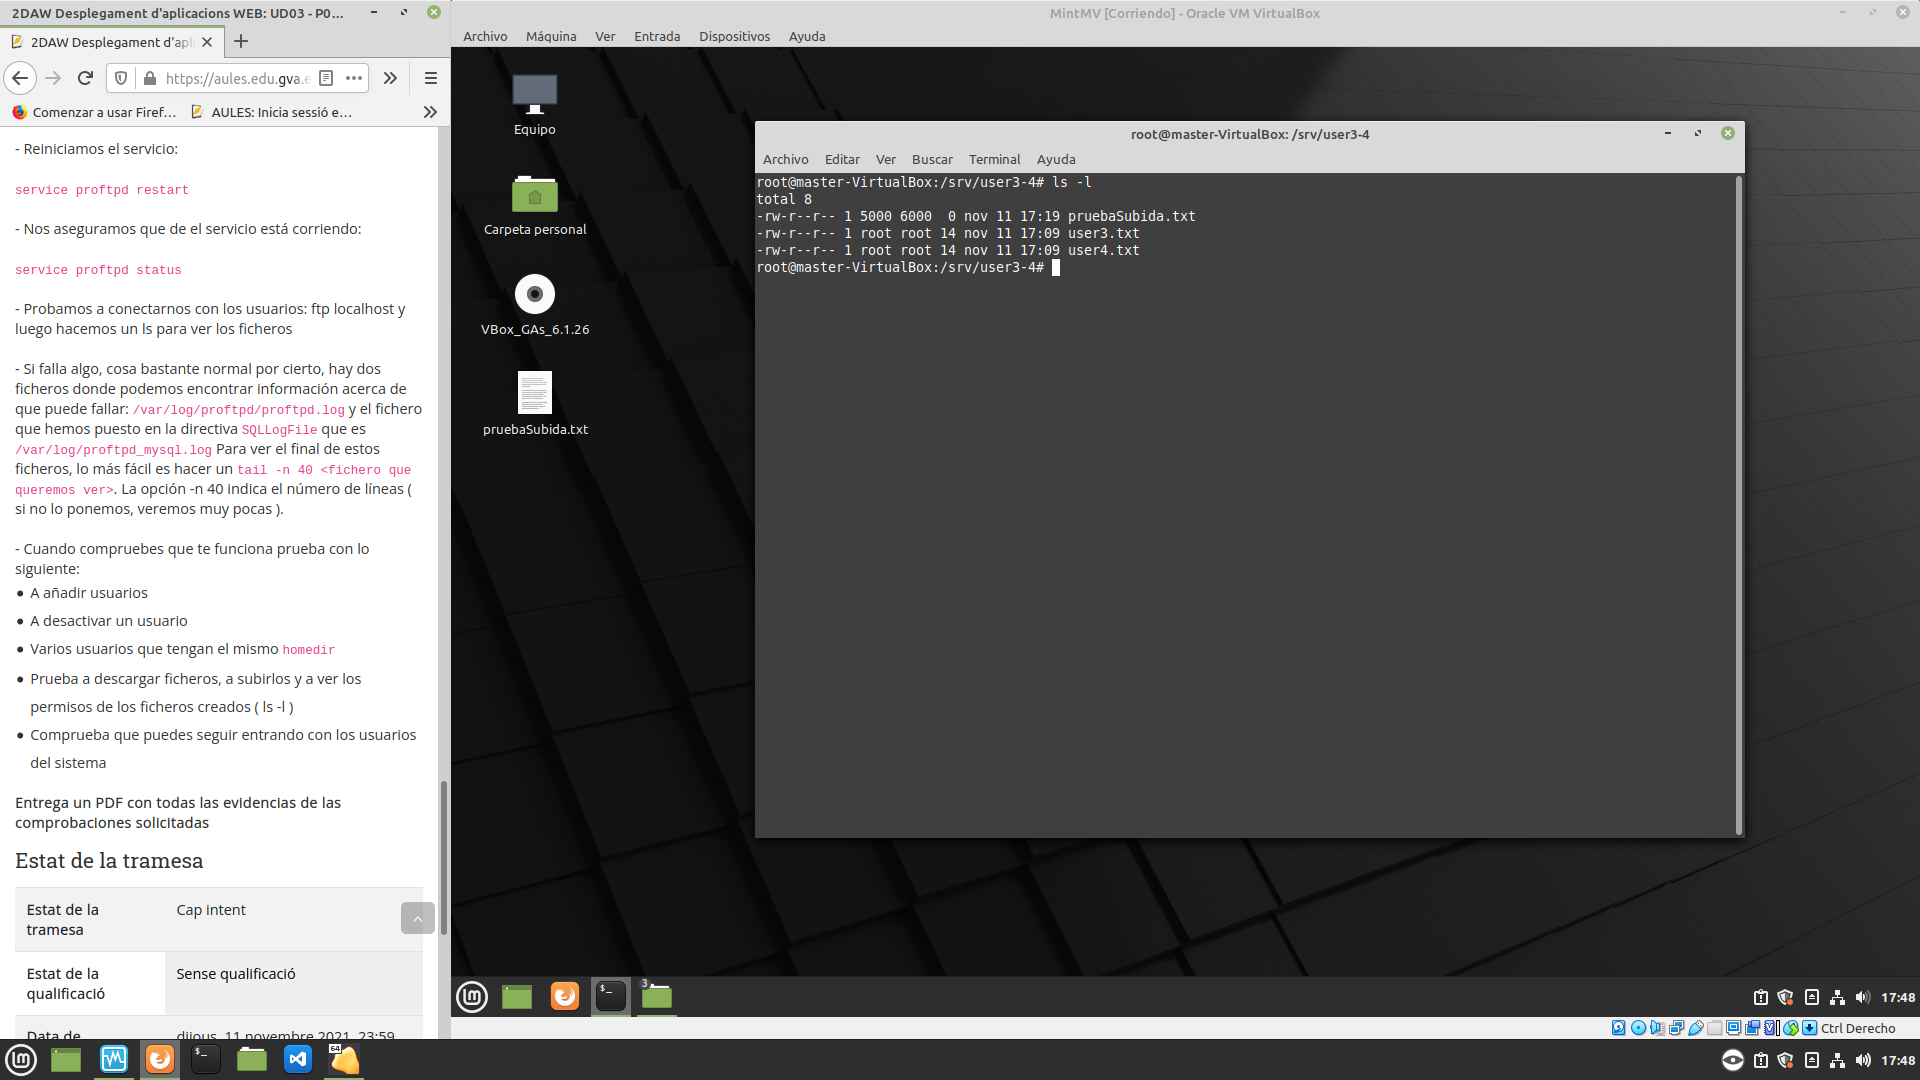 2DAW Desplegament d'aplicacions WEB: UD03 - P0...
2DAW Desplegament d'apli
https://aules.edu.gva.e
Comenzar a usar Firef...
AULES: Inicia sessió e...
- Reiniciamos el servicio:
service proftpd restart
- Nos aseguramos que de el servicio está corriendo:
service proftpd status
- Probamos a conectarnos con los usuarios: ftp localhost y
luego hacemos un ls para ver los ficheros
- Si falla algo, cosa bastante normal por cierto, hay dos
ficheros donde podemos encontrar información acerca de
que puede fallar: /var/log/proftpd/proftpd.log y el fichero
que hemos puesto en la directiva SQLLogFile que es
/var/log/proftpd_mysql.log Para ver el final de estos
ficheros, lo más fácil es hacer un tail -n 40 <fichero que
queremos ver>. La opción -n 40 indica el número de líneas (
si no lo ponemos, veremos muy pocas ).
- Cuando compruebes que te funciona prueba con lo
siguiente:
• A añadir usuarios
• A desactivar un usuario
• Varios usuarios que tengan el mismo homedir
• Prueba a descargar ficheros, a subirlos y a ver los
permisos de los ficheros creados ( ls -l )
• Comprueba que puedes seguir entrando con los usuarios
del sistema
Entrega un PDF con todas las evidencias de las
comprobaciones solicitadas
Estat de la tramesa
Estat de la
tramesa
Cap intent
Estat de la
qualificació
Sense qualificació
Data de
dijous, 11 novembre 2021, 23:59
MintMV [Corriendo] - Oracle VM VirtualBox
Archivo Máquina Ver Entrada Dispositivos Ayuda
Equipo
Carpeta personal
VBox_GAs_6.1.26
pruebaSubida.txt
root@master-VirtualBox: /srv/user3-4
Archivo Editar Ver Buscar Terminal Ayuda
root@master-VirtualBox:/srv/user3-4# ls -l
total 8
-rw-r--r-- 1 5000 6000  0 nov 11 17:19 pruebaSubida.txt
-rw-r--r-- 1 root root 14 nov 11 17:09 user3.txt
-rw-r--r-- 1 root root 14 nov 11 17:09 user4.txt
root@master-VirtualBox:/srv/user3-4#
3
17:48
Ctrl Derecho
64
17:48